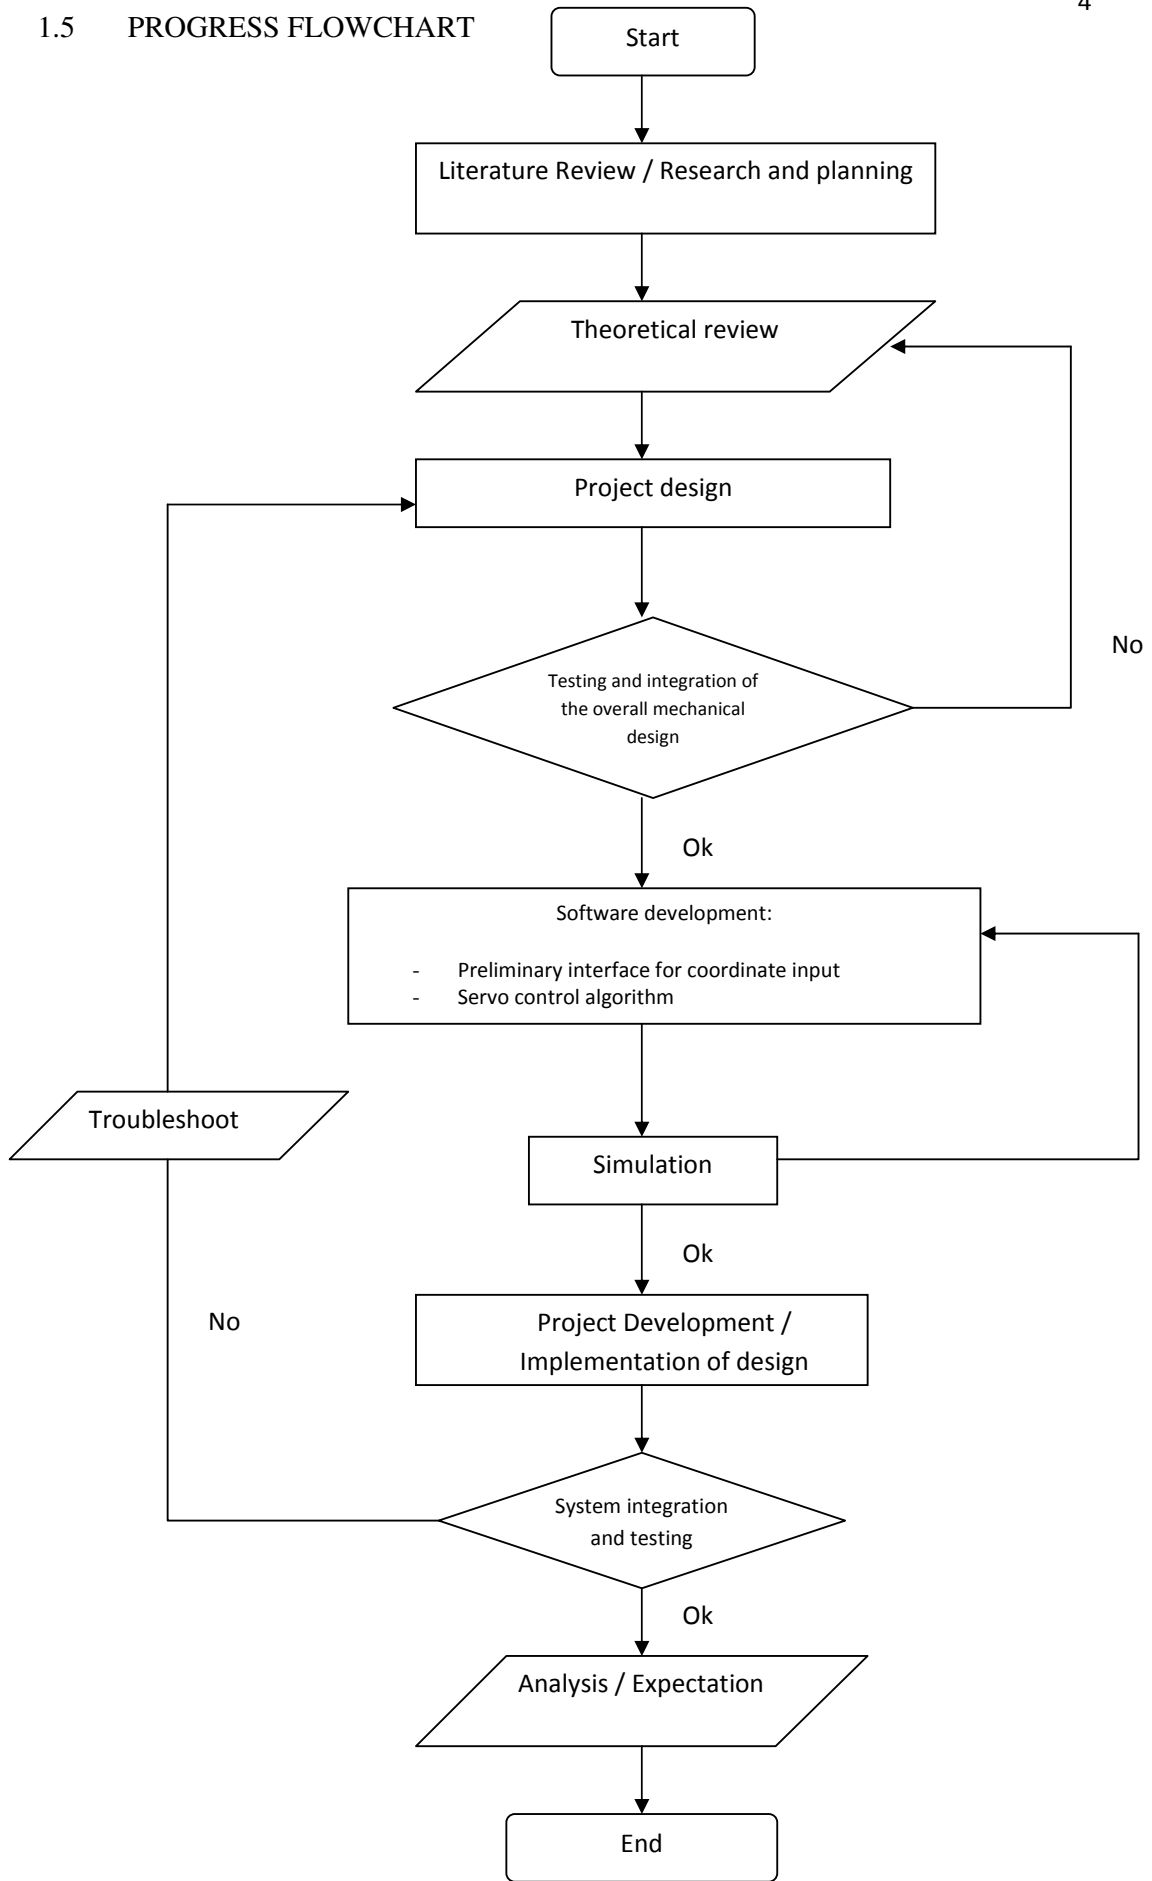 4
1.5 PROGRESS FLOWCHART
Start
Literature Review / Research and planning
Theoretical review
Project design
No
Testing and integration of
the overall mechanical
design
Ok
Software development:
- Preliminary interface for coordinate input
- Servo control algorithm
Troubleshoot
Simulation
Ok
No
Project Development /
Implementation of design
System integration
and testing
Ok
Analysis / Expectation
End